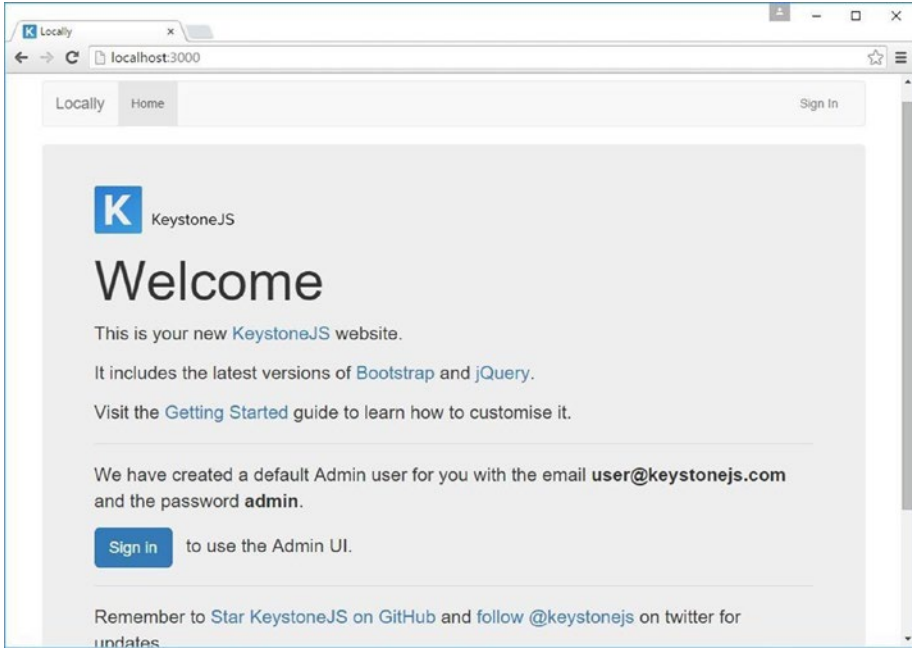 Locally
localhost:3000
Locally Home Sign In
K KeystoneJS
Welcome
This is your new KeystoneJS website.
It includes the latest versions of Bootstrap and jQuery.
Visit the Getting Started guide to learn how to customise it.
We have created a default Admin user for you with the email user@keystonejs.com
and the password admin.
Sign in to use the Admin UI.
Remember to Star KeystoneJS on GitHub and follow @keystonejs on twitter for
updates